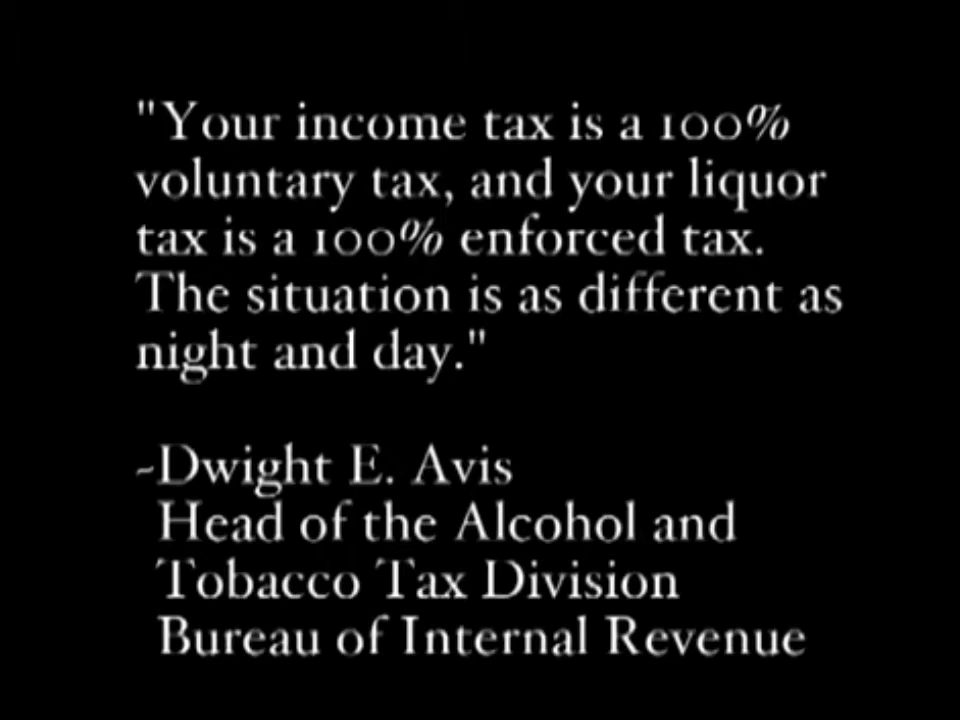 "Your income tax is a 100%
voluntary tax, and your liquor
tax is a 100% enforced tax.
The situation is as different as
night and day."
-Dwight E. Avis
Head of the Alcohol and
Tobacco Tax Division
Bureau of Internal Revenue